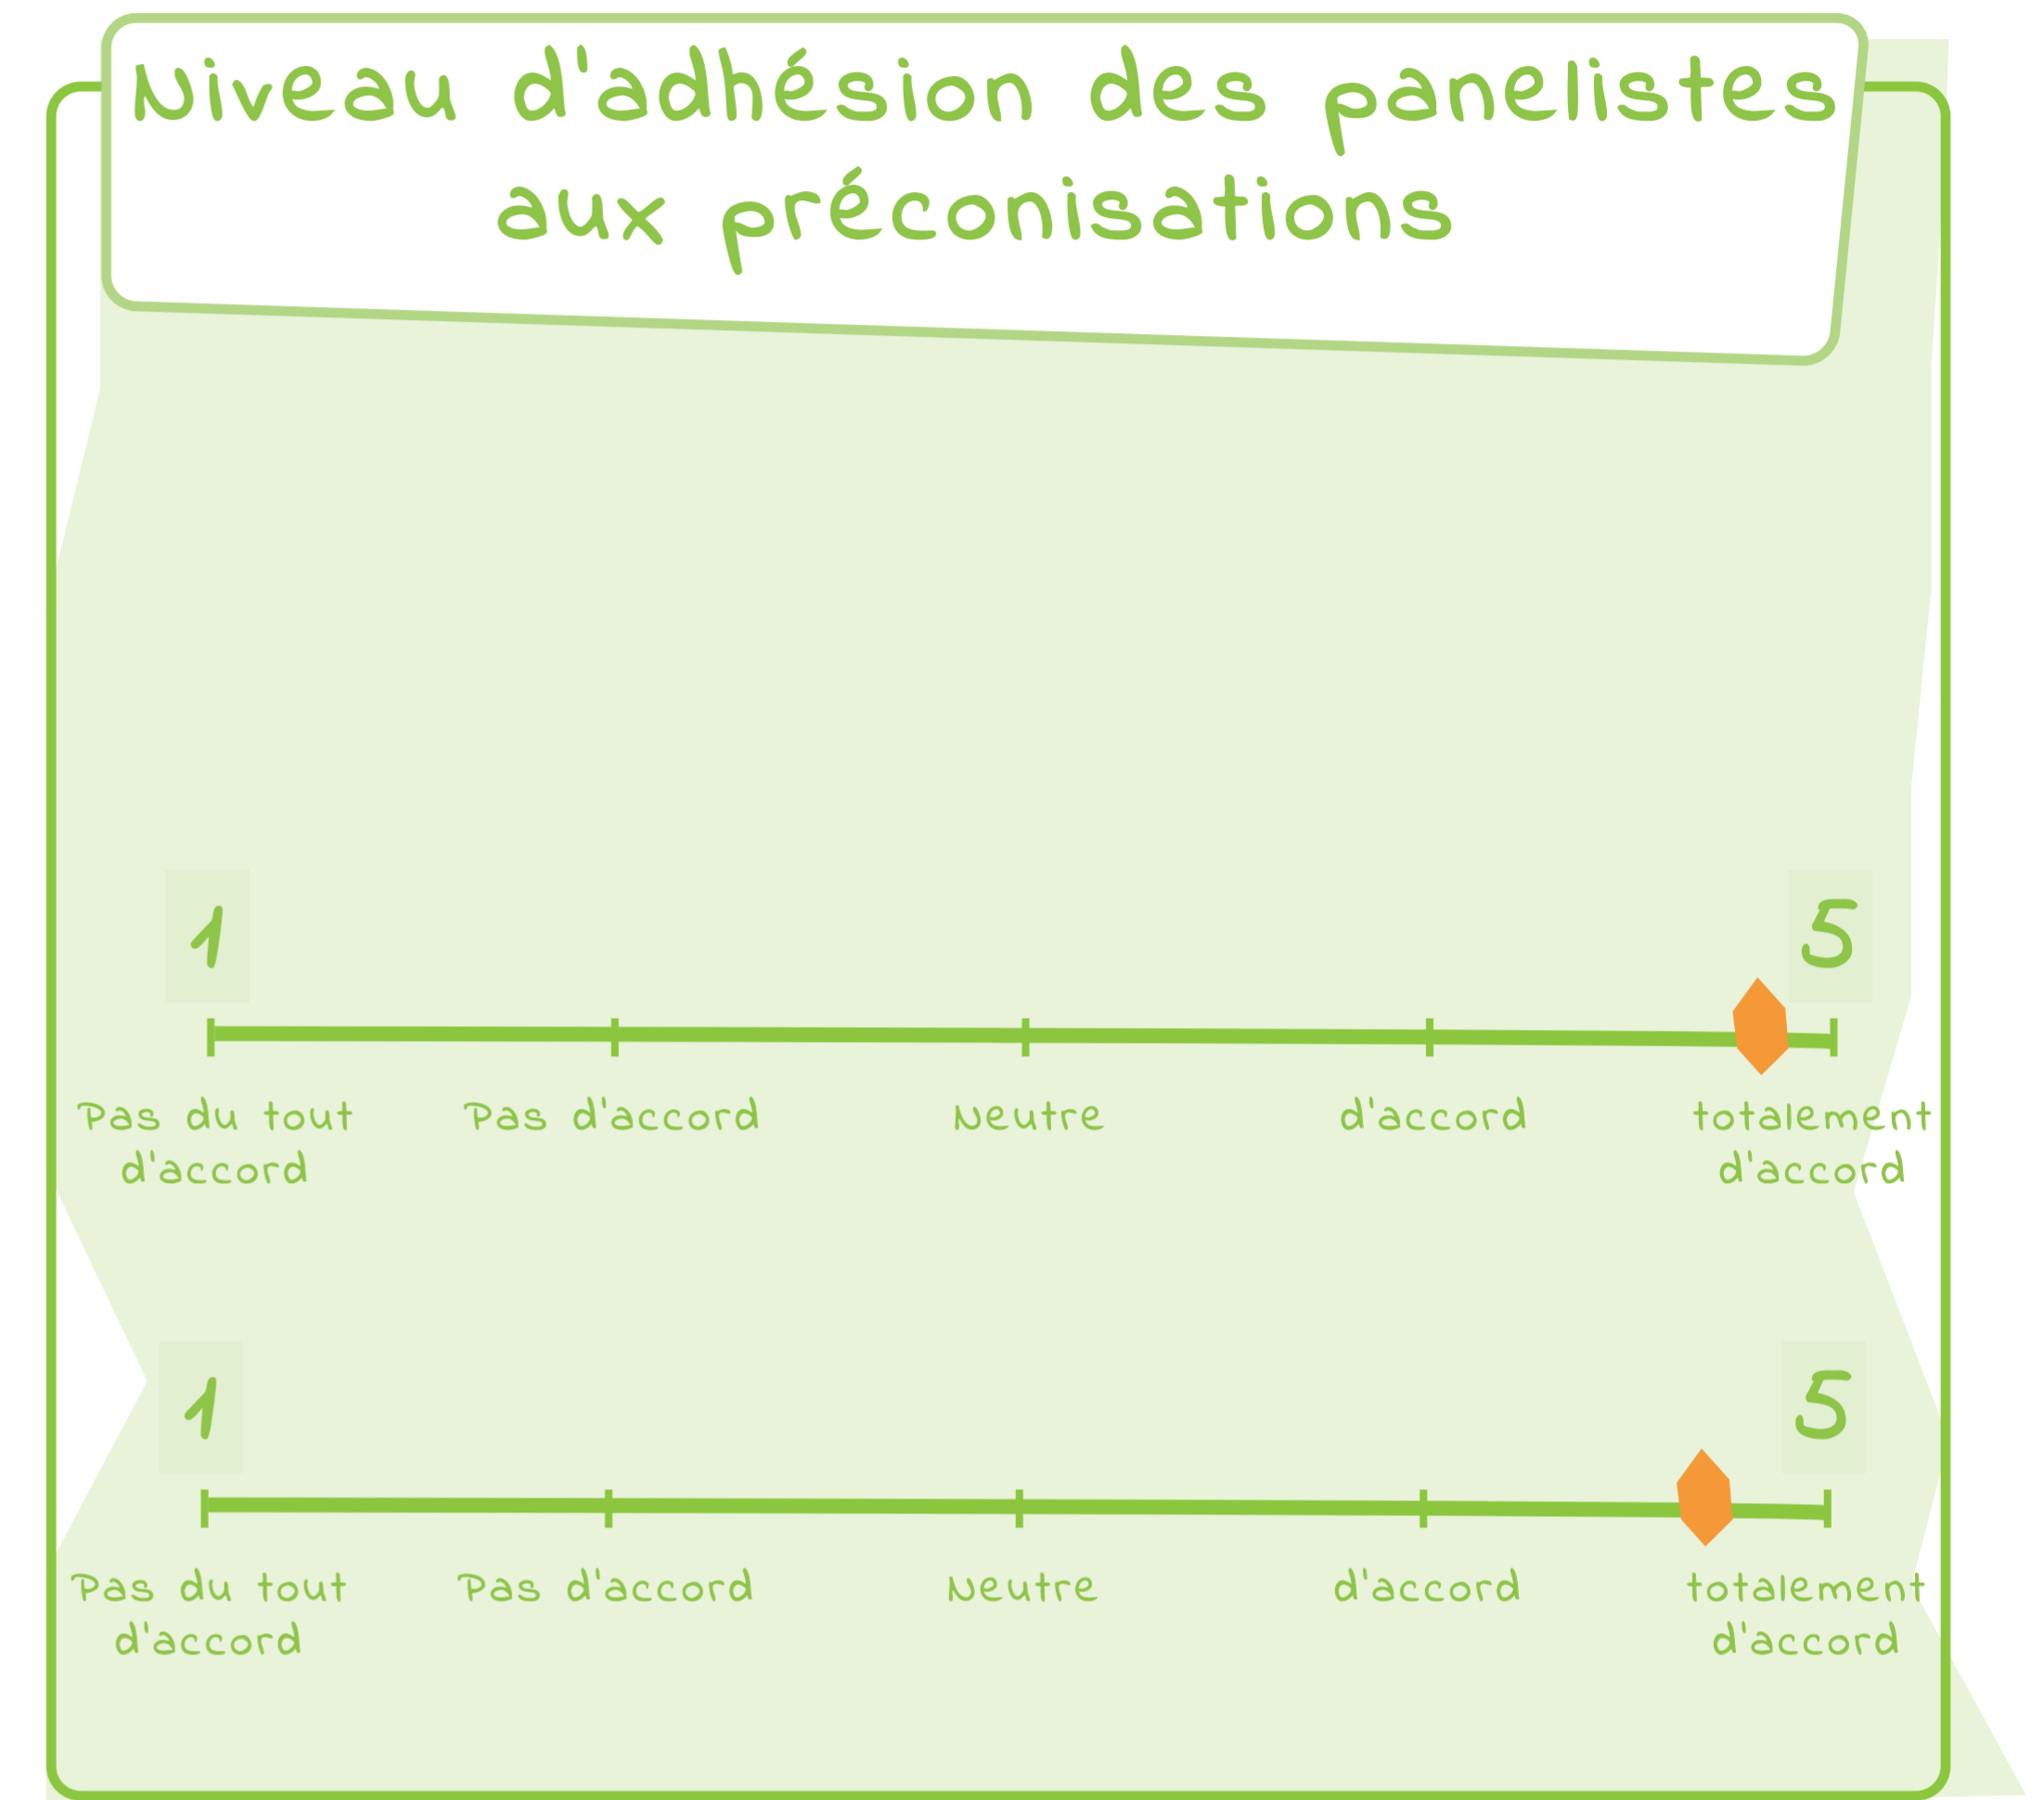 Niveau d'adhésion des panelistes
aux préconisations
1
5
Pas du tout
d'accord
Pas d'accord
Neutre
d'accord
totalement
d'accord
1
5
Pas du tout
d'accord
Pas d'accord
Neutre
d'accord
totalement
d'accord